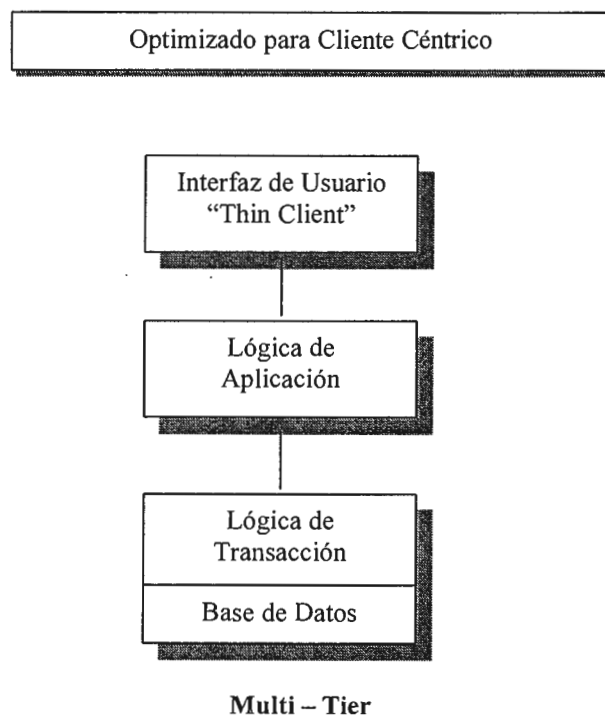 Optimizado para Cliente Céntrico
Interfaz de Usuario
“Thin Client”
Lógica de
Aplicación
Lógica de
Transacción
Base de Datos
Multi – Tier